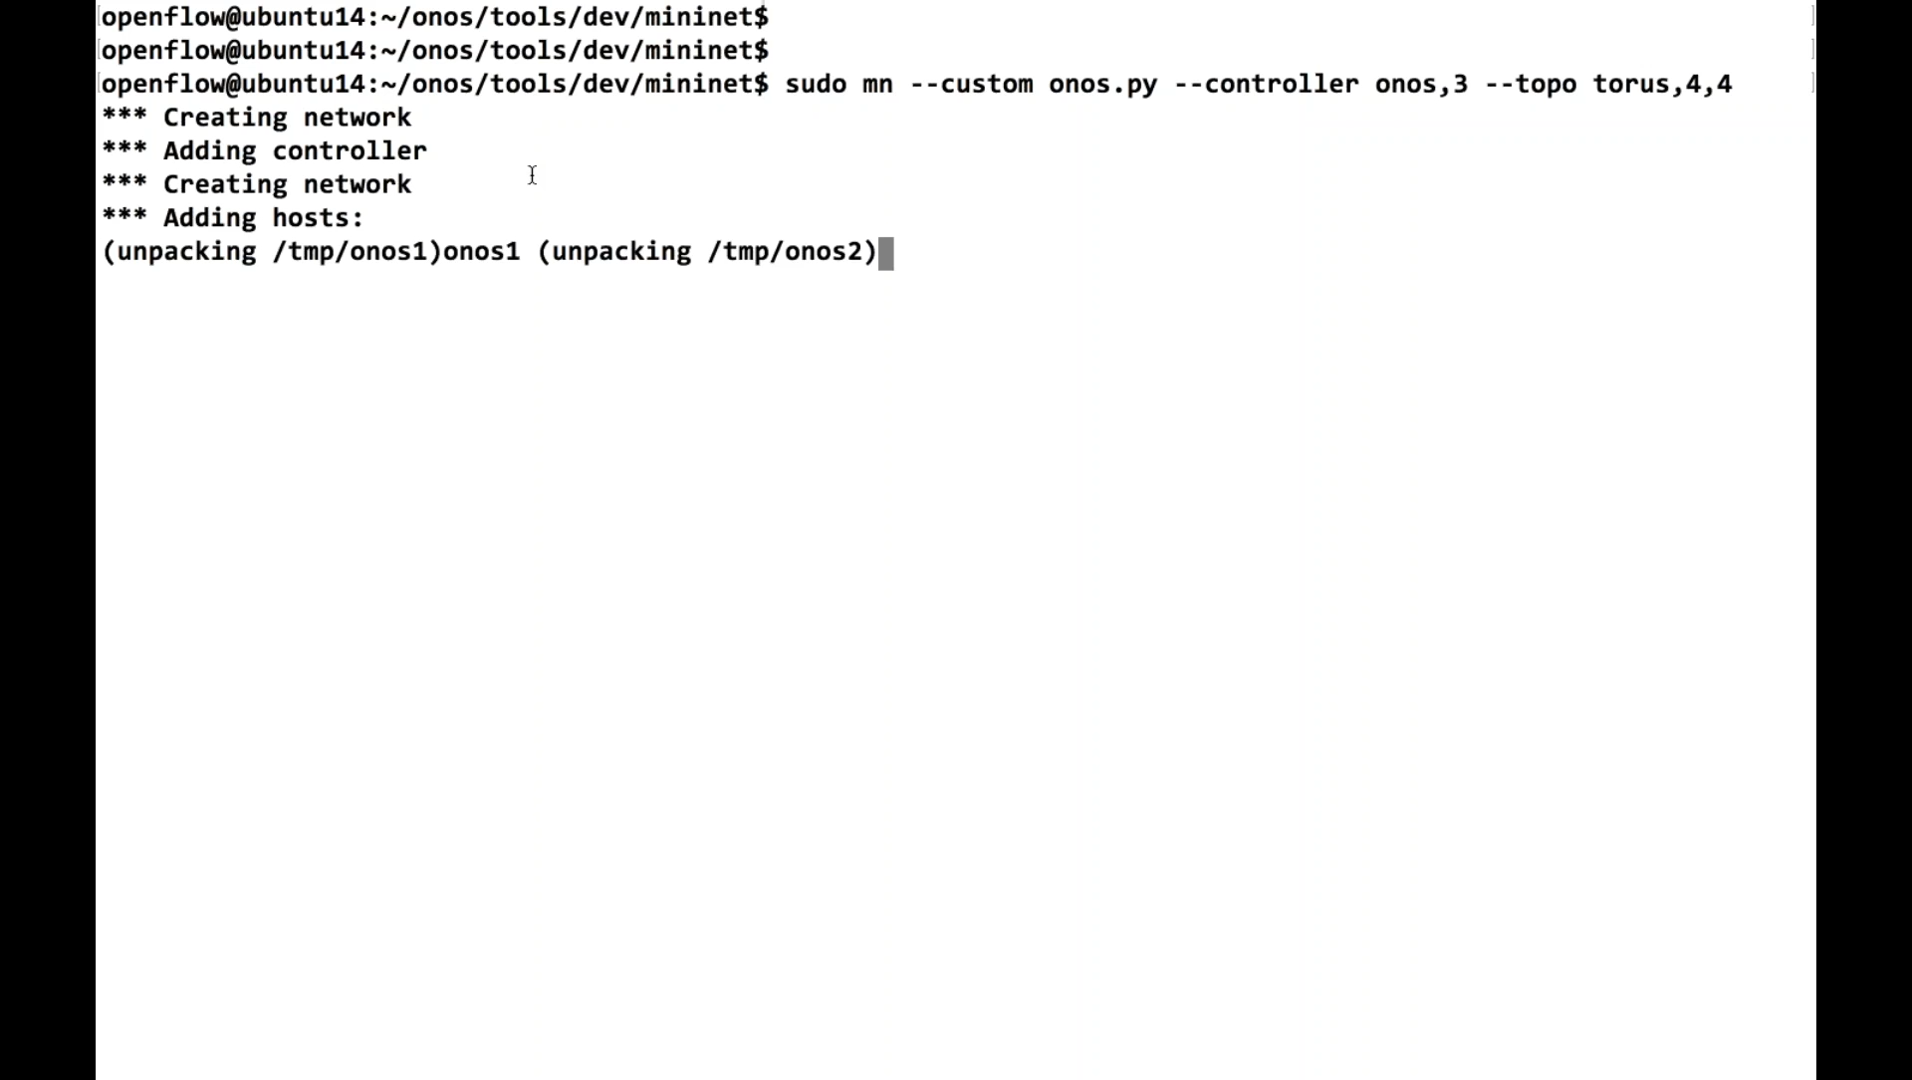 openflow@ubuntu14:~/onos/tools/dev/mininet$
openflow@ubuntu14:~/onos/tools/dev/mininet$
openflow@ubuntu14:~/onos/tools/dev/mininet$ sudo mn --custom onos.py --controller onos,3 --topo torus,4,4
*** Creating network
*** Adding controller
*** Creating network
*** Adding hosts:
(unpacking /tmp/onos1)onos1 (unpacking /tmp/onos2)